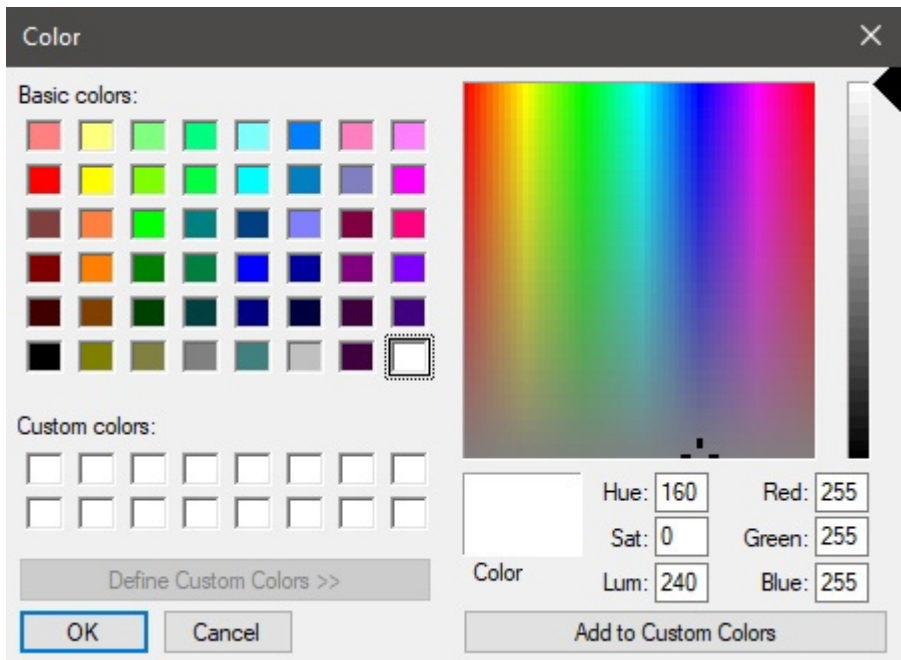 Color
Basic colors:
Custom colors:
Define Custom Colors >>
OK Cancel
Hue: 160 Red: 255
Sat: 0 Green: 255
Color Lum: 240 Blue: 255
Add to Custom Colors